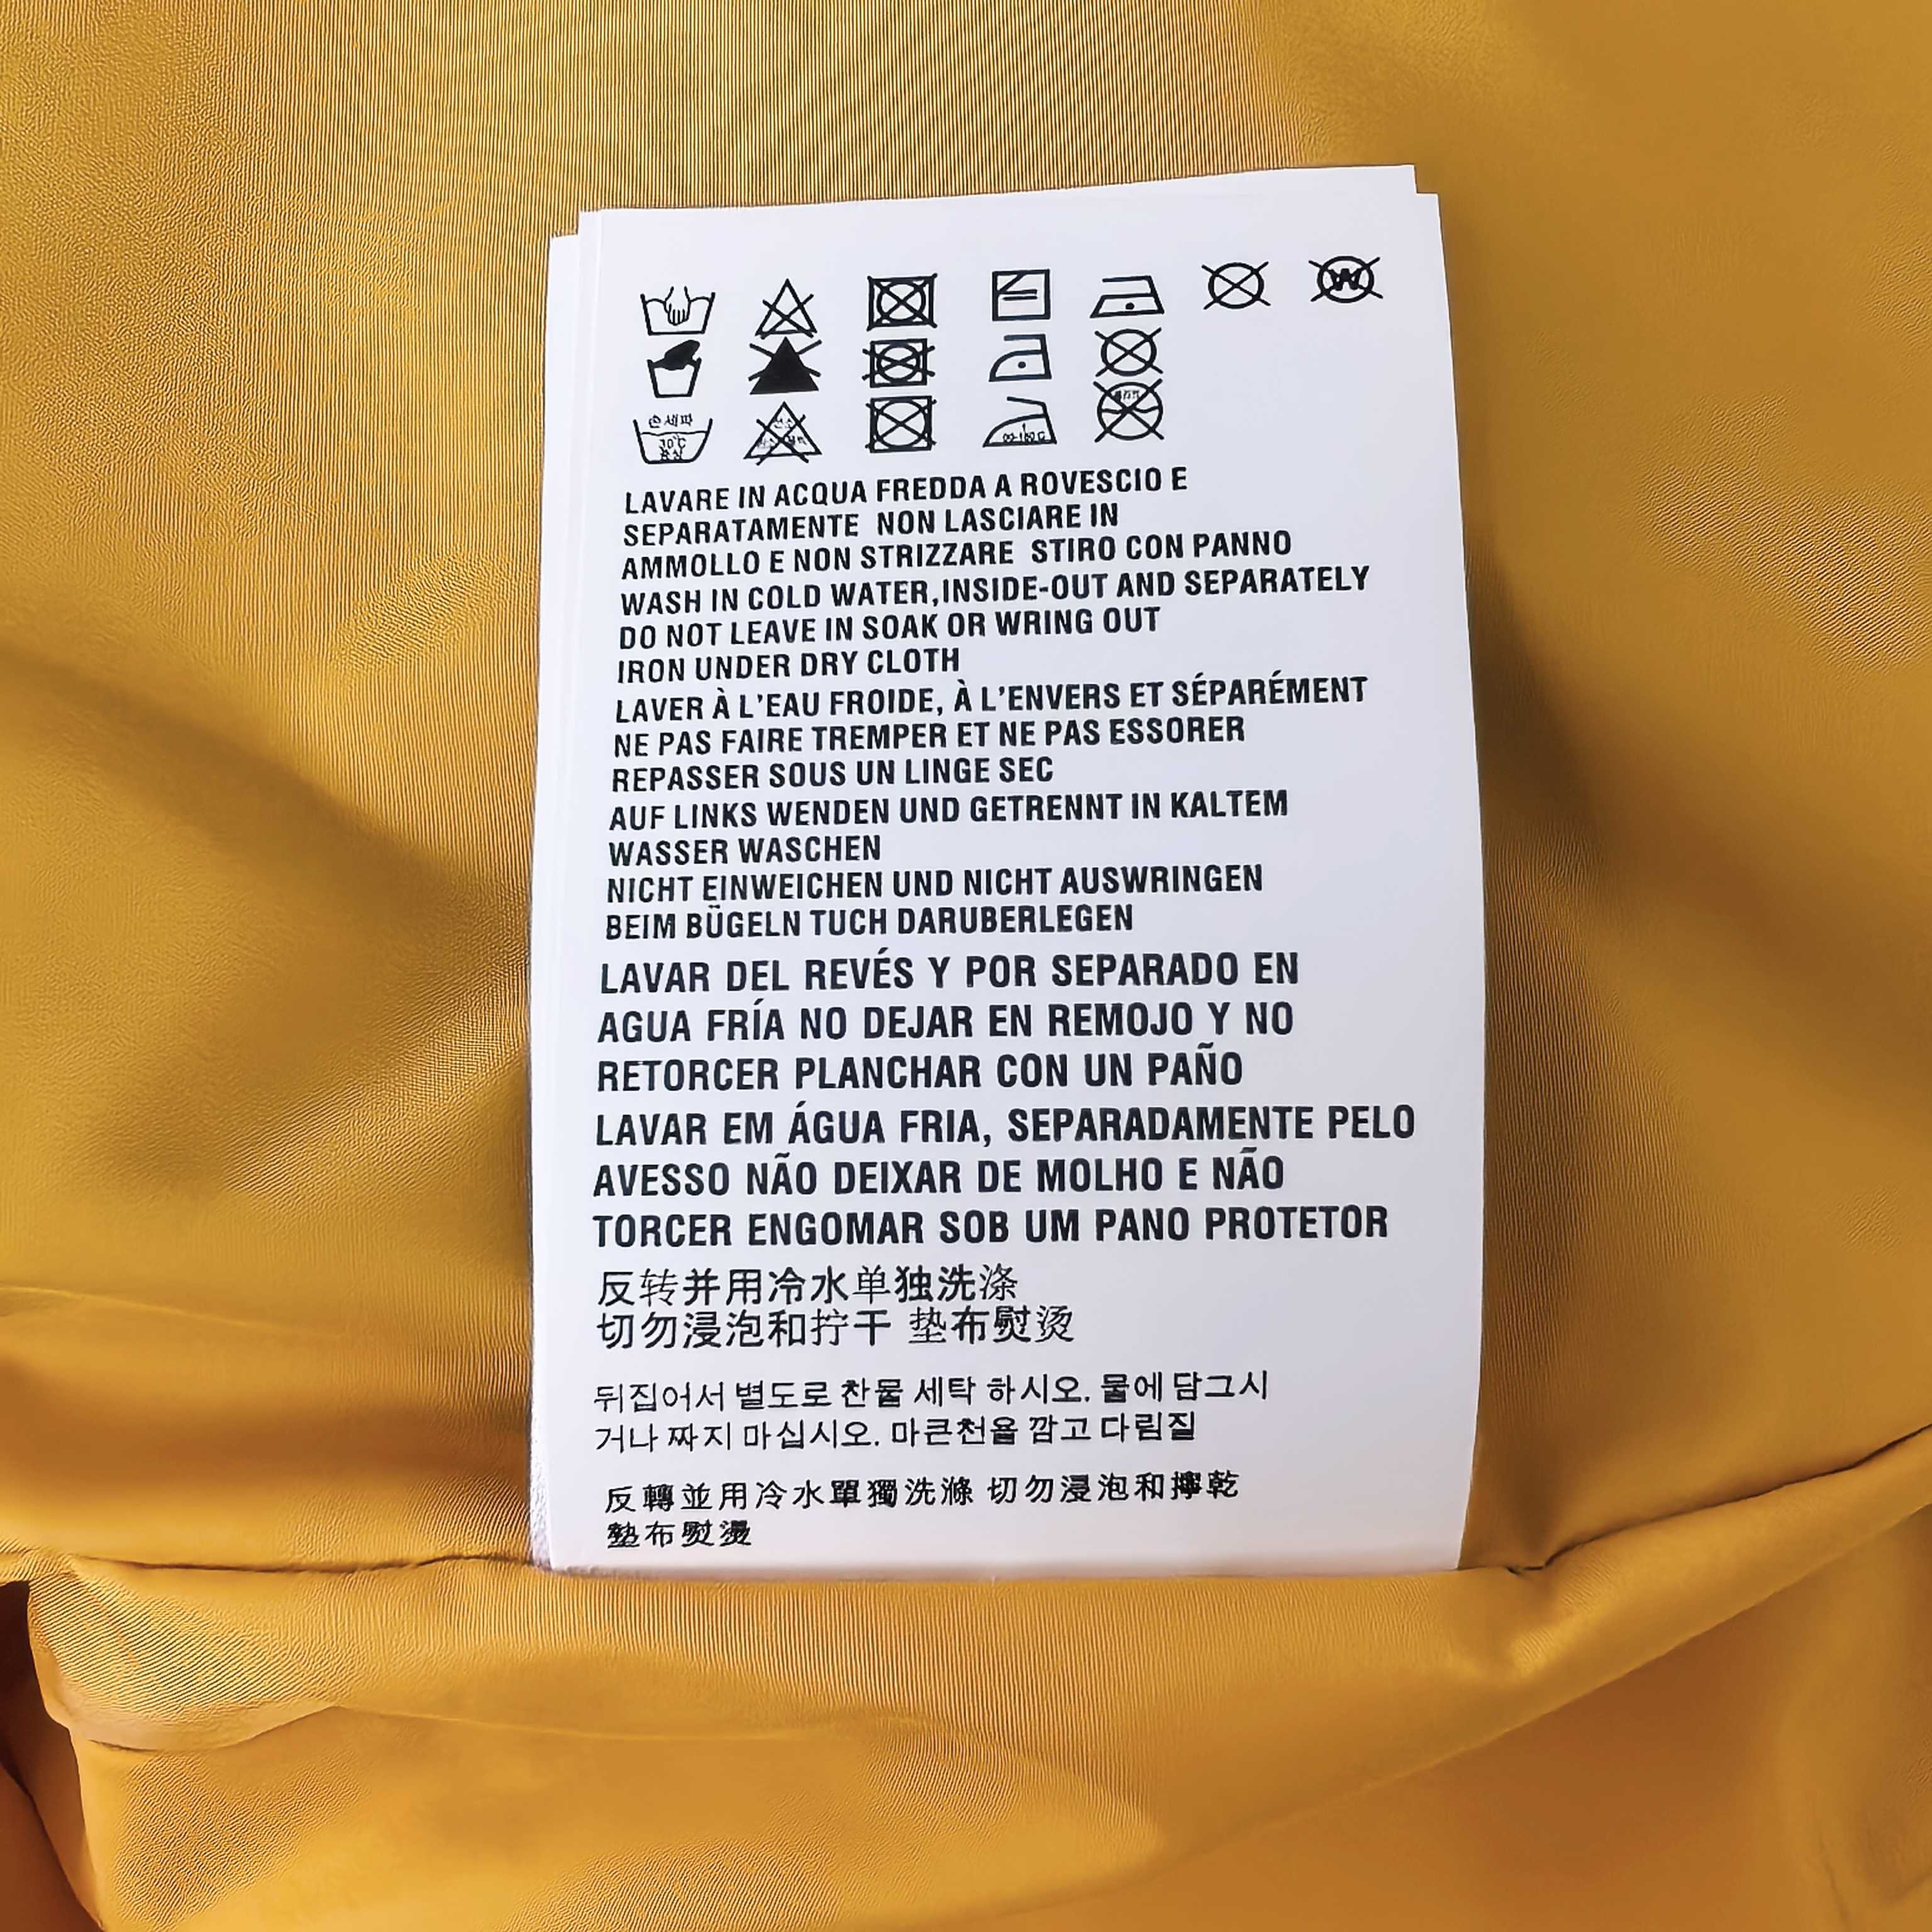 W
손세탁
30℃
중성
LAVARE IN ACQUA FREDDA A ROVESCIO E
SEPARATAMENTE NON LASCIARE IN
AMMOLLO E NON STRIZZARE STIRO CON PANNO
WASH IN COLD WATER,INSIDE-OUT AND SEPARATELY
DO NOT LEAVE IN SOAK OR WRING OUT
IRON UNDER DRY CLOTH
LAVER À L'EAU FROIDE, À L'ENVERS ET SÉPARÉMENT
NE PAS FAIRE TREMPER ET NE PAS ESSORER
REPASSER SOUS UN LINGE SEC
AUF LINKS WENDEN UND GETRENNT IN KALTEM
WASSER WASCHEN
NICHT EINWEICHEN UND NICHT AUSWRINGEN
BEIM BÜGELN TUCH DARUBERLEGEN
LAVAR DEL REVÉS Y POR SEPARADO EN
AGUA FRÍA NO DEJAR EN REMOJO Y NO
RETORCER PLANCHAR CON UN PAÑO
LAVAR EM ÁGUA FRIA, SEPARADAMENTE PELO
AVESSO NÃO DEIXAR DE MOLHO E NÃO
TORCER ENGOMAR SOB UM PANO PROTETOR
反转并用冷水单独洗涤
切勿浸泡和拧干 垫布熨烫
뒤집어서 별도로 찬물 세탁 하시오. 물에 담그시
거나 짜지 마십시오. 마른천을 깜고 다림질
反轉並用冷水單獨洗滌 切勿浸泡和擰乾
墊布熨燙